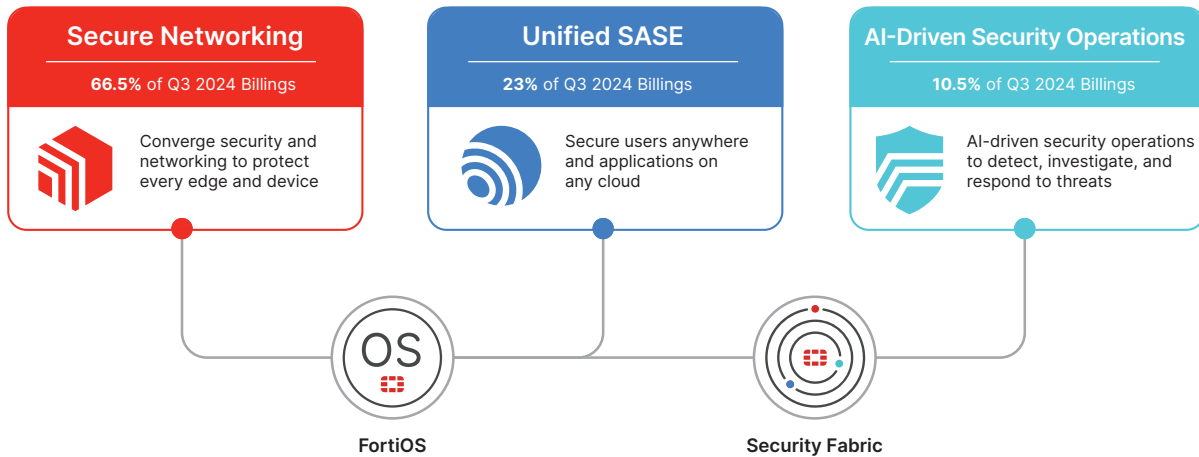 Secure Networking
66.5% of Q3 2024 Billings
Converge security and
networking to protect
every edge and device
Unified SASE
23% of Q3 2024 Billings
Secure users anywhere
and applications on
any cloud
AI-Driven Security Operations
10.5% of Q3 2024 Billings
AI-driven security operations
to detect, investigate, and
respond to threats
OS
FortiOS
Security Fabric